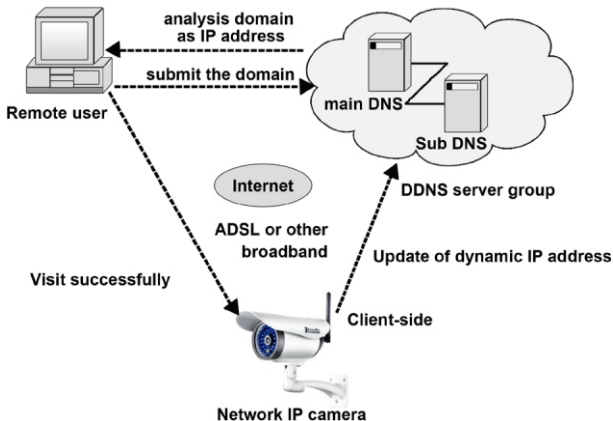 analysis domain
as IP address
submit the domain
Remote user
main DNS
Sub DNS
DDNS server group
Internet
ADSL or other
broadband
Update of dynamic IP address
Visit successfully
Client-side
Network IP camera